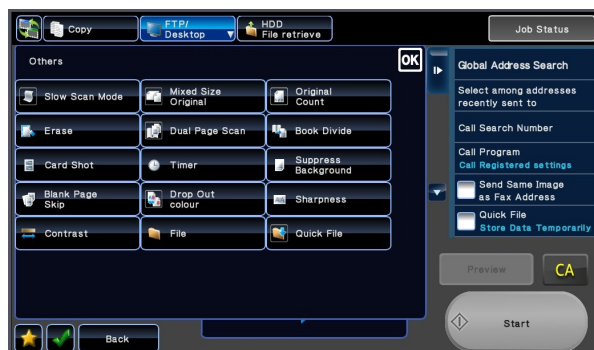 Copy
FTP/
Desktop
HDD
File retrieve
Job Status
Others
OK
Slow Scan Mode
Mixed Size
Original
Original
Count
Erase
Dual Page Scan
Book Divide
Card Shot
Timer
Suppress
Background
Blank Page
Skip
Drop Out
colour
Sharpness
Contrast
File
Quick File
Back
Global Address Search
Select among addresses
recently sent to
Call Search Number
Call Program
Call Registered settings
Send Same Image
as Fax Address
Quick File
Store Data Temporarily
Preview
CA
Start